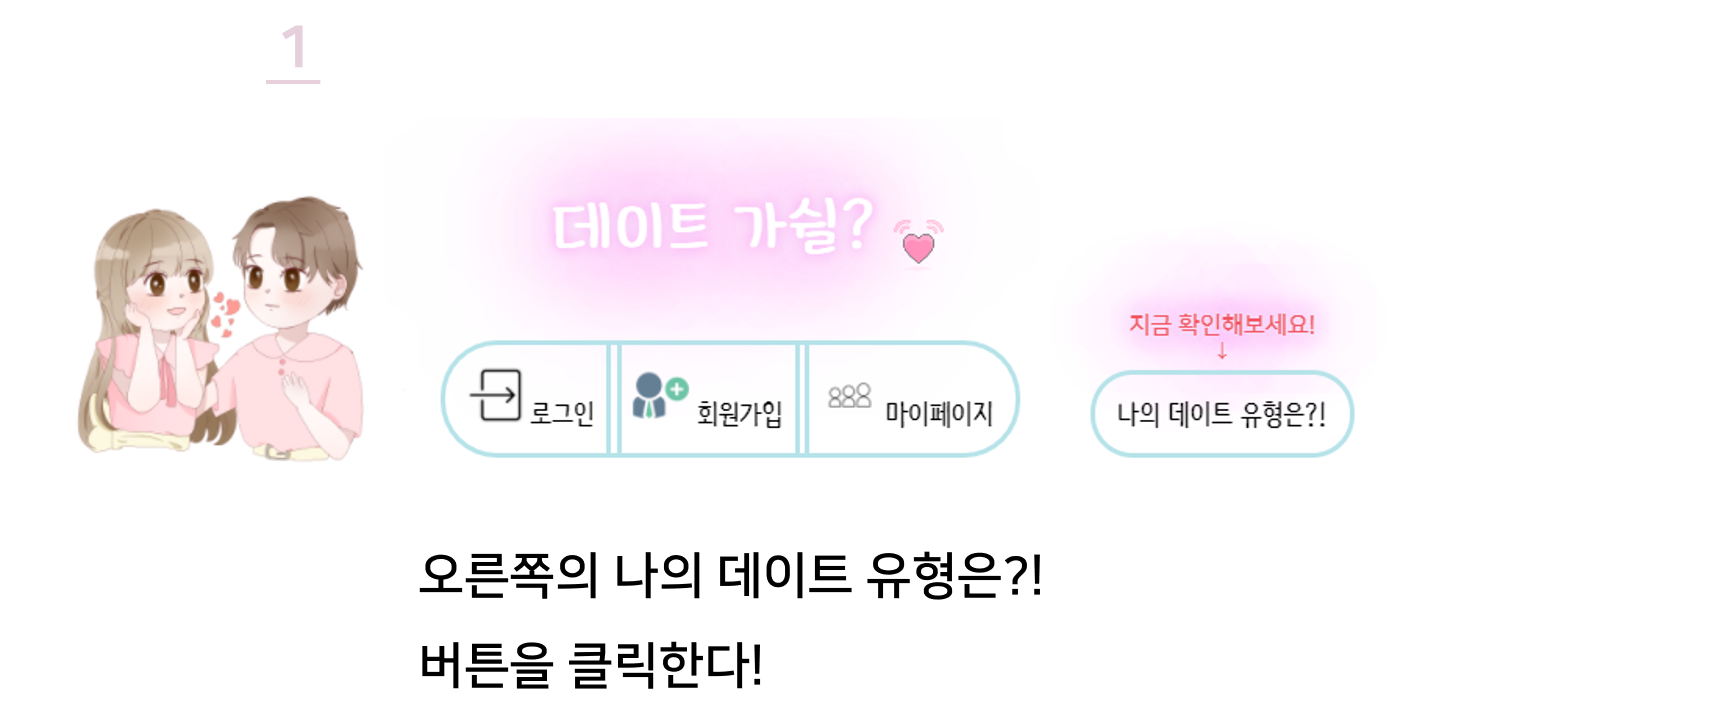 1
데이트 가쉴?
지금 확인해보세요!
↓
로그인 회원가입 마이페이지
나의 데이트 유형은?!
오른쪽의 나의 데이트 유형은?!
버튼을 클릭한다!